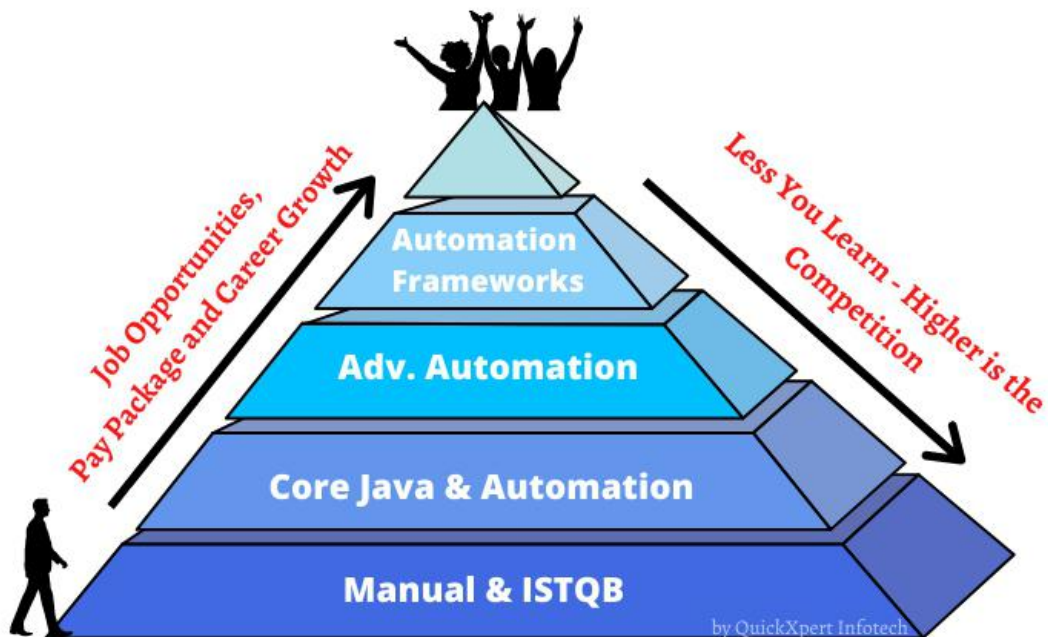 Job Opportunities,
Pay Package and Career Growth
Less You Learn - Higher is the
Competition
Automation
Frameworks
Adv. Automation
Core Java & Automation
Manual & ISTQB
by QuickXpert Infotech